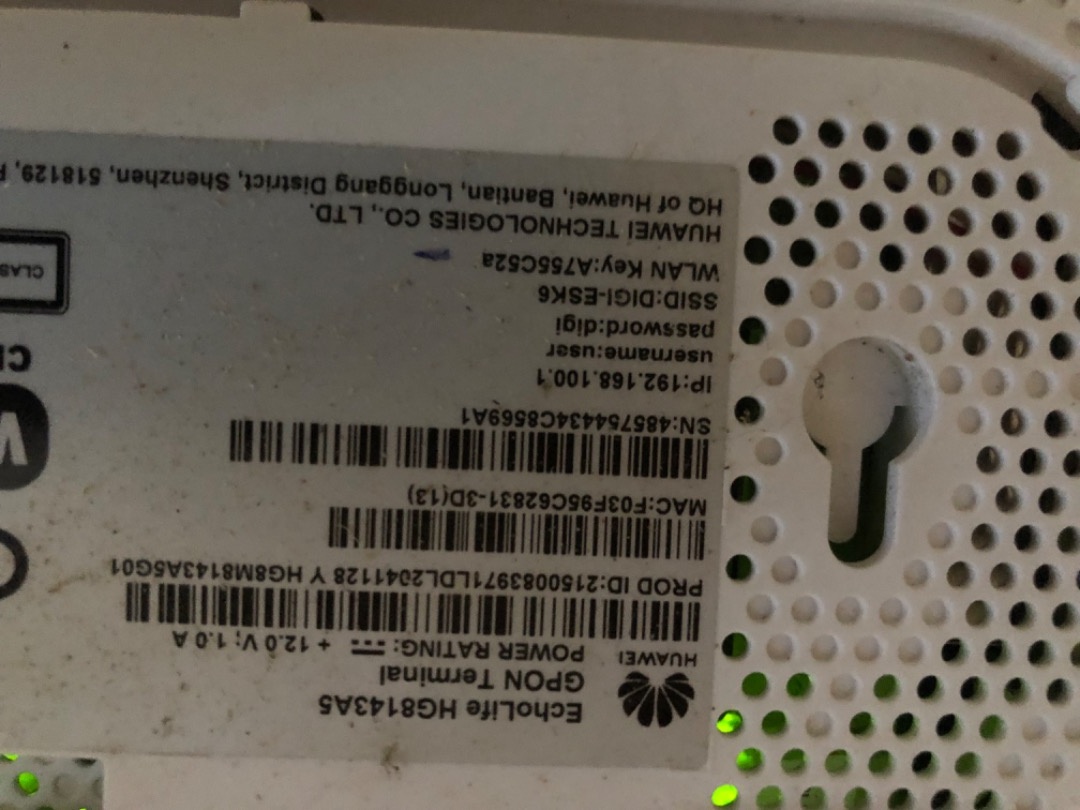 EchoLife HG8143A5
GPON Terminal
HUAWEI
POWER RATING: + 12.0 V; 1.0 A
PROD ID:2150083971LDL2041128 Y HG8M8143A5G01
MAC:F03F95C62831-3D(13)
SN:485754434C8569A1
IP:192.168.100.1
username:user
password:digi
SSID:DIGI-ESK6
WLAN Key:A755C52a
HUAWEI TECHNOLOGIES CO., LTD.
HQ of Huawei, Bantian, Longgang District, Shenzhen, 518129,